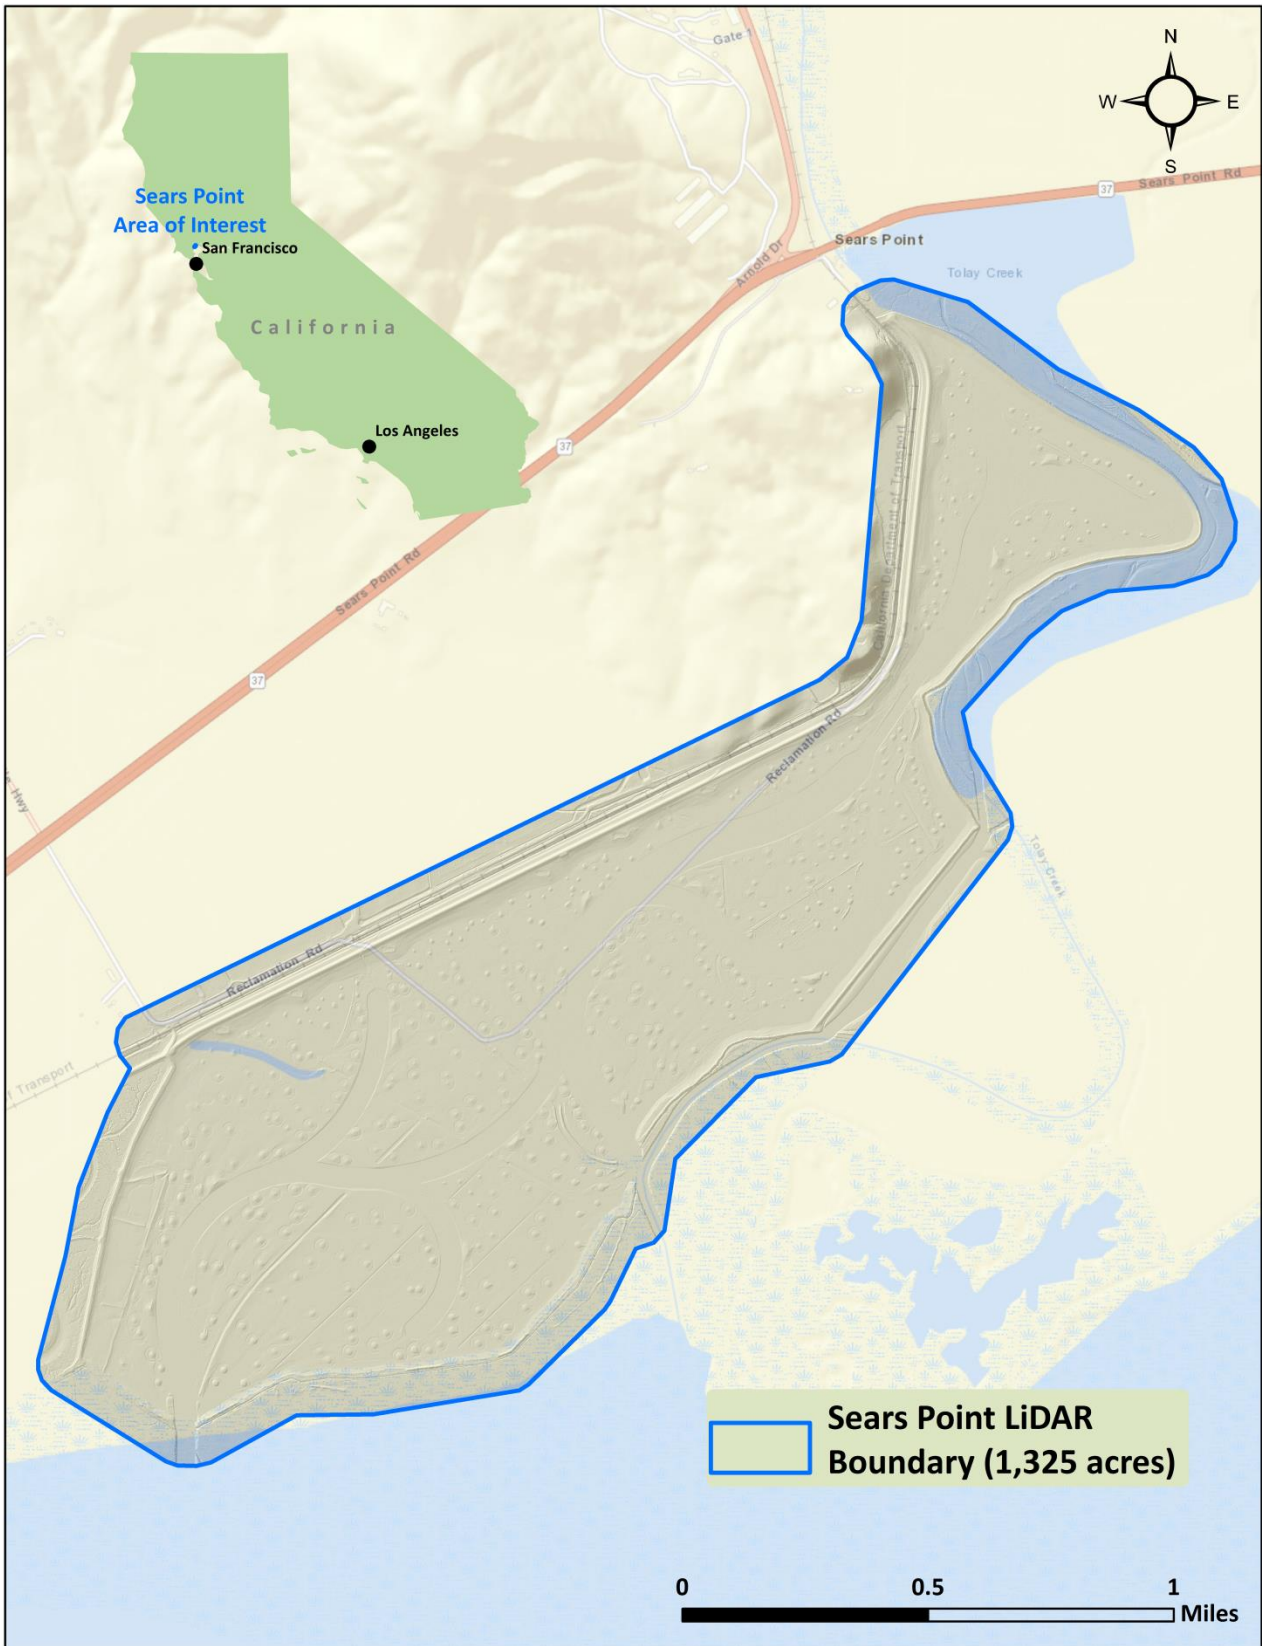 Gate 1
N
W
E
S
37
Sears Point Rd
Sears Point
Area of Interest
San Francisco
Sears Point
Arnold Dr
Tolay Creek
California
Los Angeles
37
California Department of Transport
Sears Point Rd
37
Reclamation Rd
Hwy
Tolay Creek
Reclamation Rd
f Transport
Sears Point LiDAR
Boundary (1,325 acres)
0
0.5
1
Miles